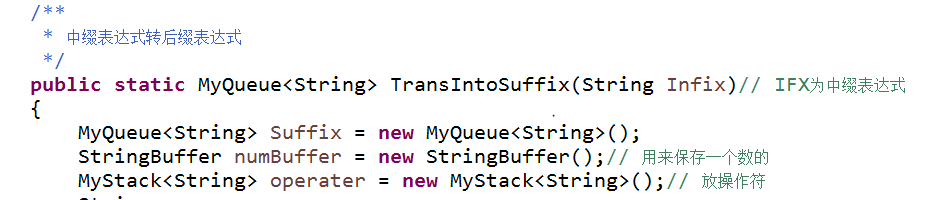 /**
 * 中缀表达式转后缀表达式
 */
public static MyQueue<String> TransIntoSuffix(String Infix)// IFX为中缀表达式
{
    MyQueue<String> Suffix = new MyQueue<String>();
    StringBuffer numBuffer = new StringBuffer();// 用来保存一个数的
    MyStack<String> operater = new MyStack<String>();// 放操作符